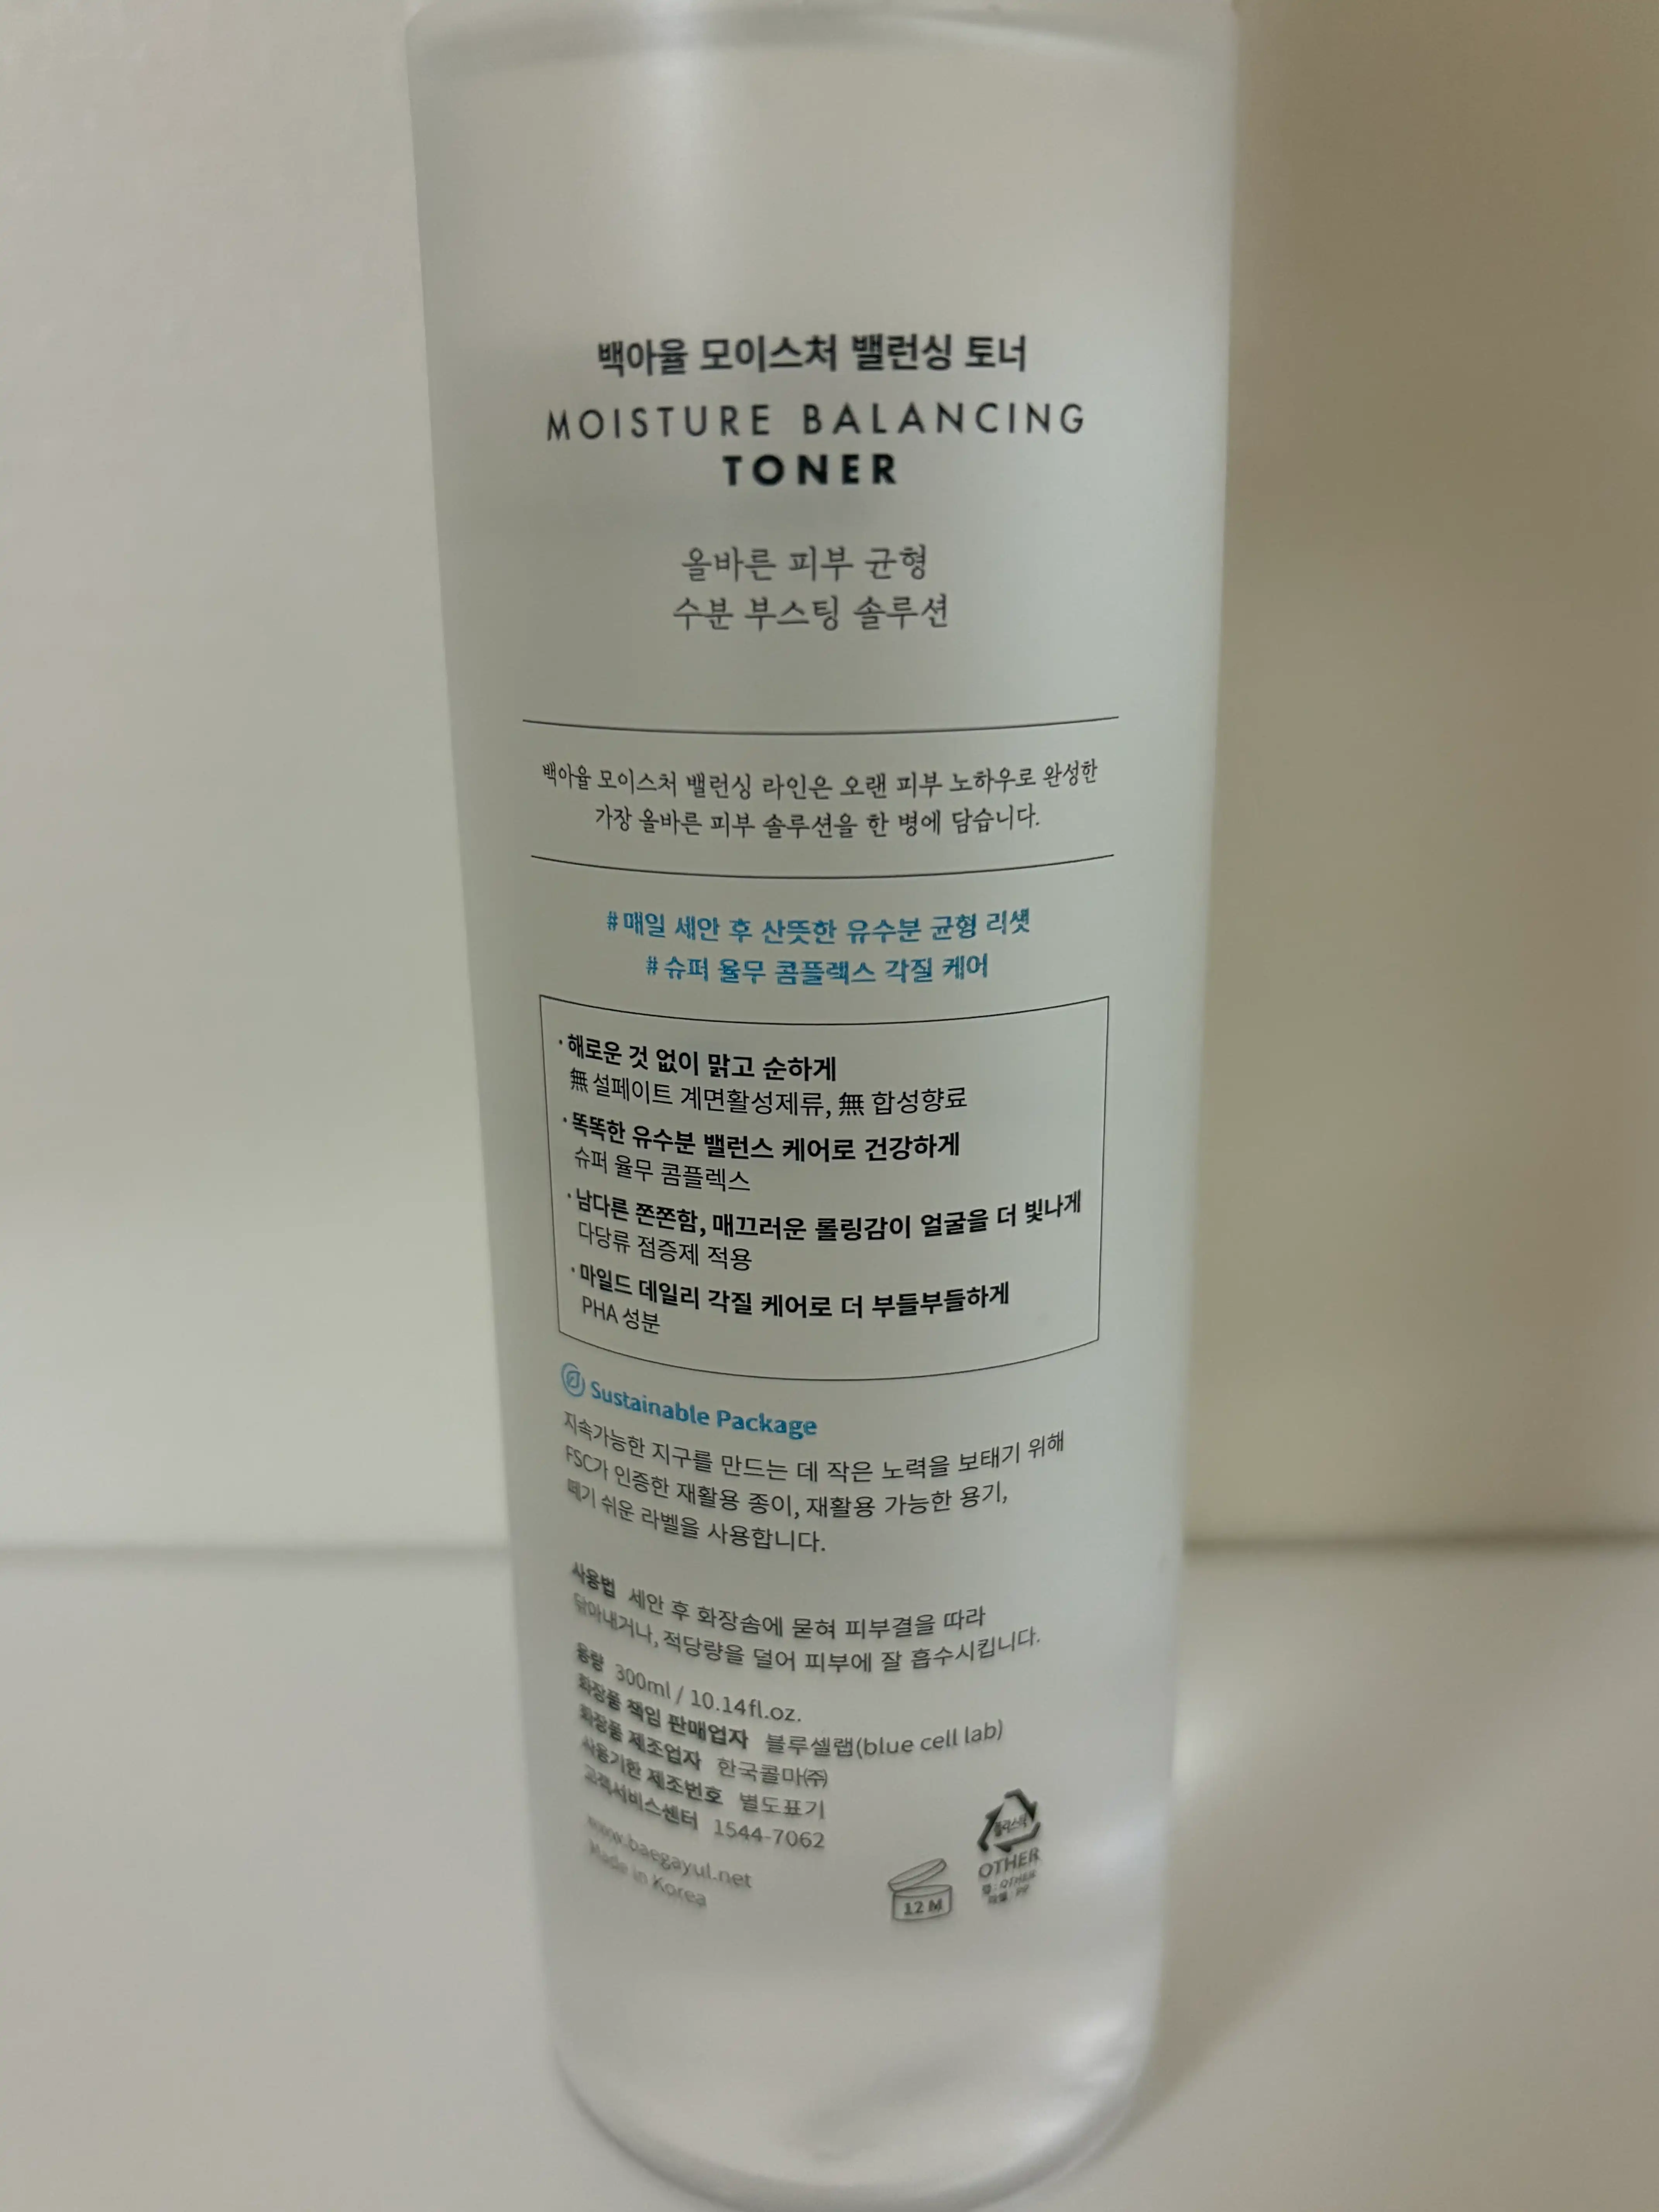 백아율 모이스처 밸런싱 토너
MOISTURE BALANCING
TONER
올바른 피부 균형
수분 부스팅 솔루션
백아율 모이스처 밸런싱 라인은 오랜 피부 노하우로 완성한
가장 올바른 피부 솔루션을 한 병에 담습니다.
#매일 세안 후 산뜻한 유수분 균형 리셋
#슈퍼 율무 콤플렉스 각질 케어
·해로운 것 없이 맑고 순하게
無 설페이트 계면활성제류, 無 합성향료
·똑똑한 유수분 밸런스 케어로 건강하게
슈퍼 율무 콤플렉스
·남다른 쫀쫀함, 매끄러운 롤링감이 얼굴을 더 빛나게
다당류 점증제 적용
·마일드 데일리 각질 케어로 더 부들부들하게
PHA 성분
Sustainable Package
지속가능한 지구를 만드는 데 작은 노력을 보태기 위해
FSC가 인증한 재활용 종이, 재활용 가능한 용기,
떼기 쉬운 라벨을 사용합니다.
사용법 세안 후 화장솜에 묻혀 피부결을 따라
닦아내거나, 적당량을 덜어 피부에 잘 흡수시킵니다.
용량 300ml / 10.14fl.oz.
화장품 책임 판매업자 블루셀랩(blue cell lab)
화장품 제조업자 한국콜마㈜
사용기한 제조번호 별도표기
고객서비스센터 1544-7062
www.baegayul.net
Made in Korea
12 M
플라스틱
OTHER
OTHER
PP